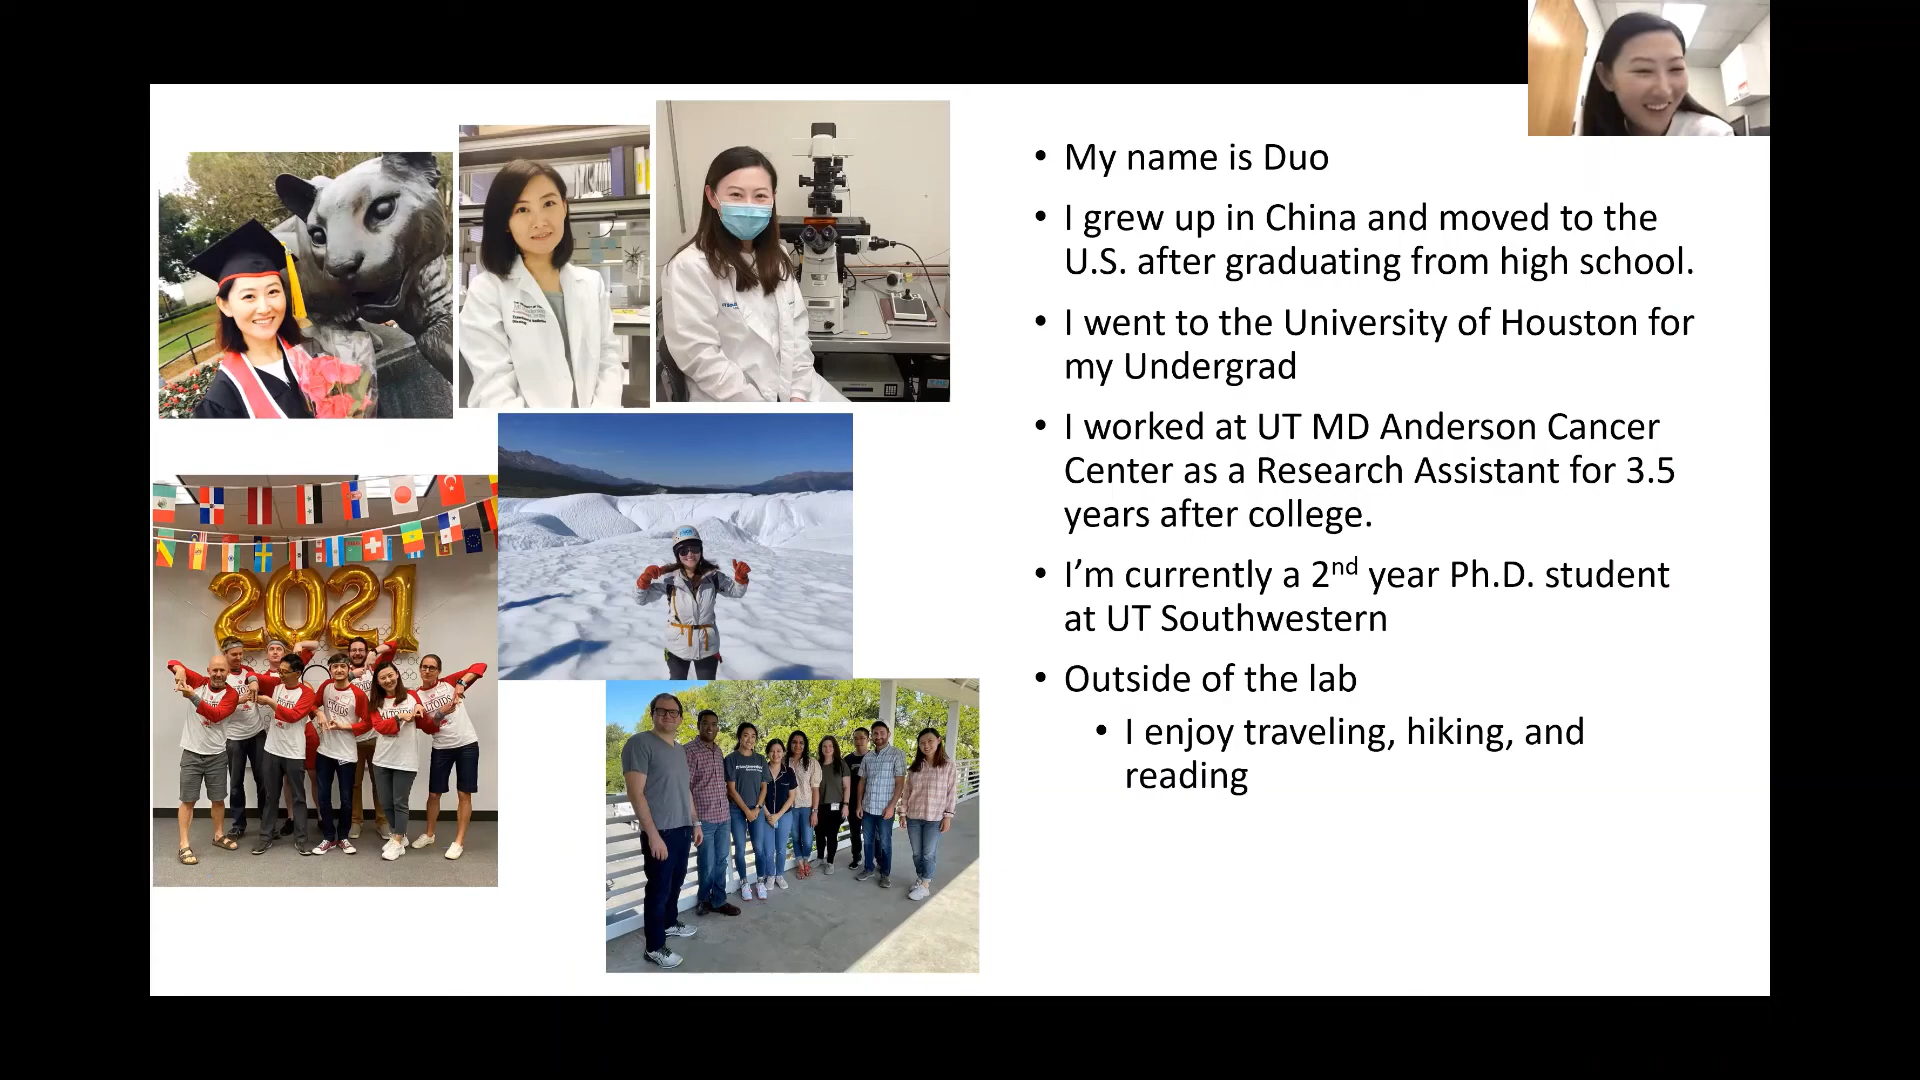 • My name is Duo
• I grew up in China and moved to the
U.S. after graduating from high school.
• I went to the University of Houston for
my Undergrad
• I worked at UT MD Anderson Cancer
Center as a Research Assistant for 3.5
years after college.
• I’m currently a 2nd year Ph.D. student
at UT Southwestern
• Outside of the lab
• I enjoy traveling, hiking, and
reading
2021